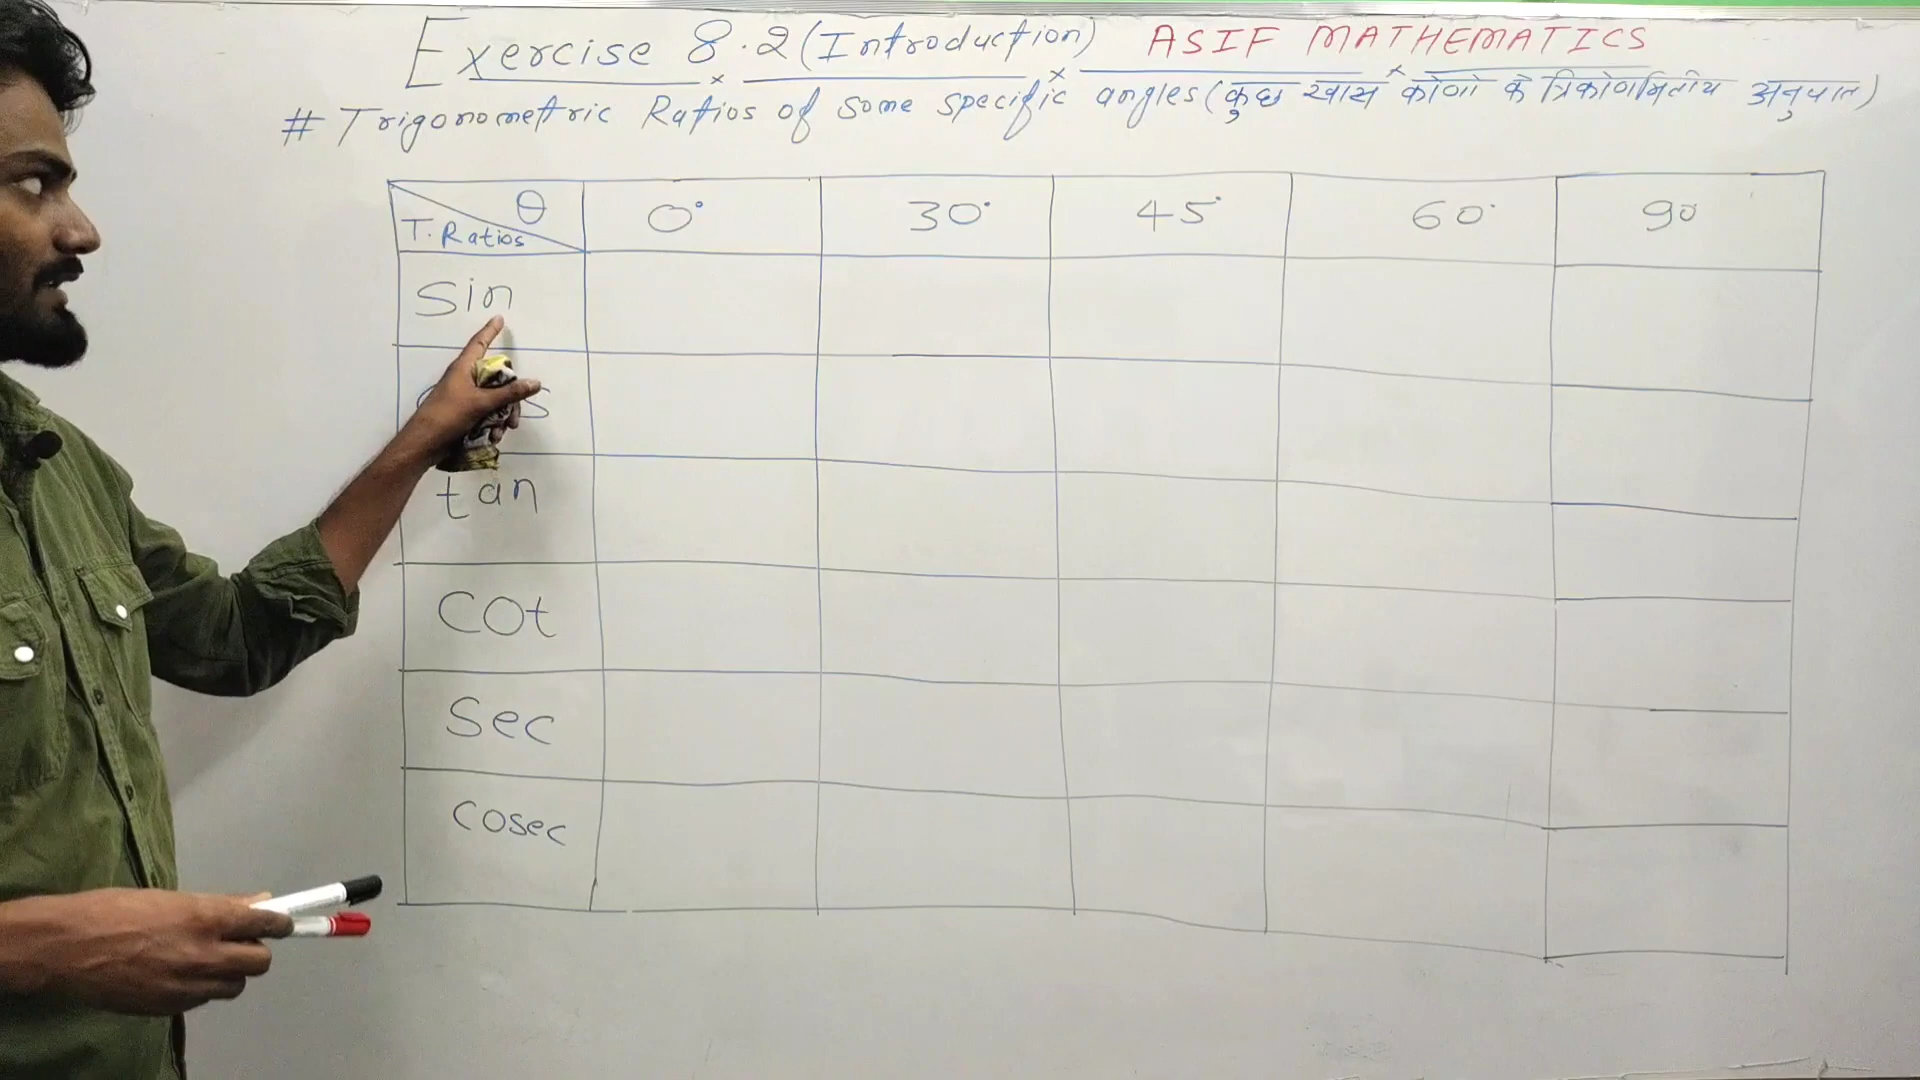 Exercise 8.2 (Introduction) ASIF MATHEMATICS
# Trigonometric Ratios of some specific angles (कुछ खास कोणो के त्रिकोणमितीय अनुपात)
θ 0° 30° 45° 60° 90
T. Ratios
Sin
tan
Cot
Sec
Cosec